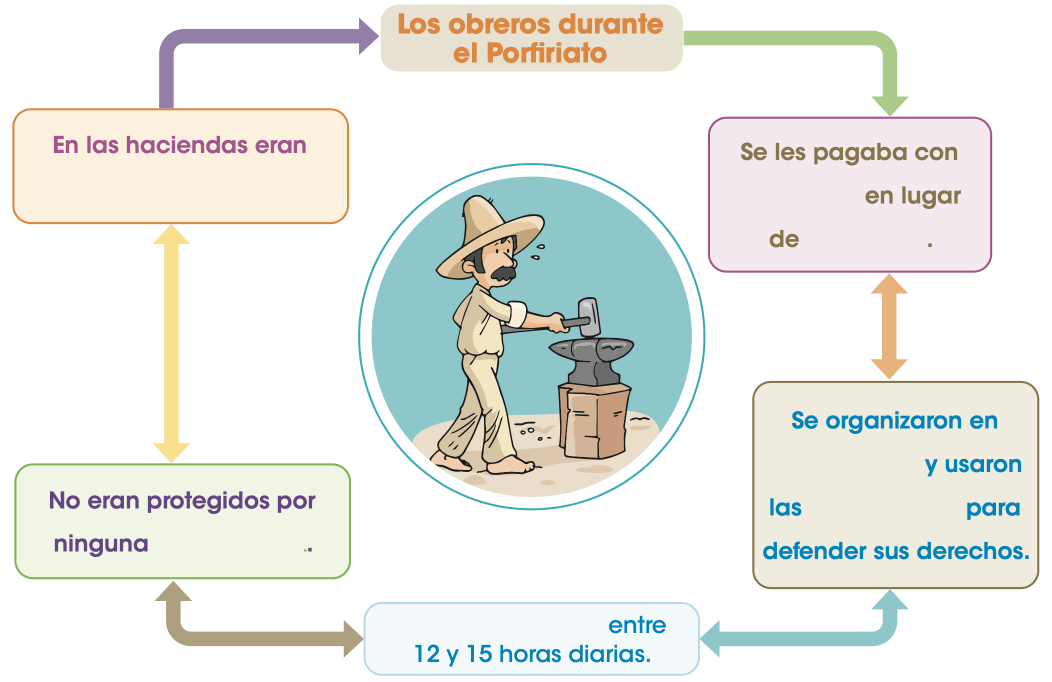 Los obreros durante
el Porfiriato
En las haciendas eran
Se les pagaba con
en lugar
de .
Se organizaron en
y usaron
las para
defender sus derechos.
No eran protegidos por
ninguna .
entre
12 y 15 horas diarias.